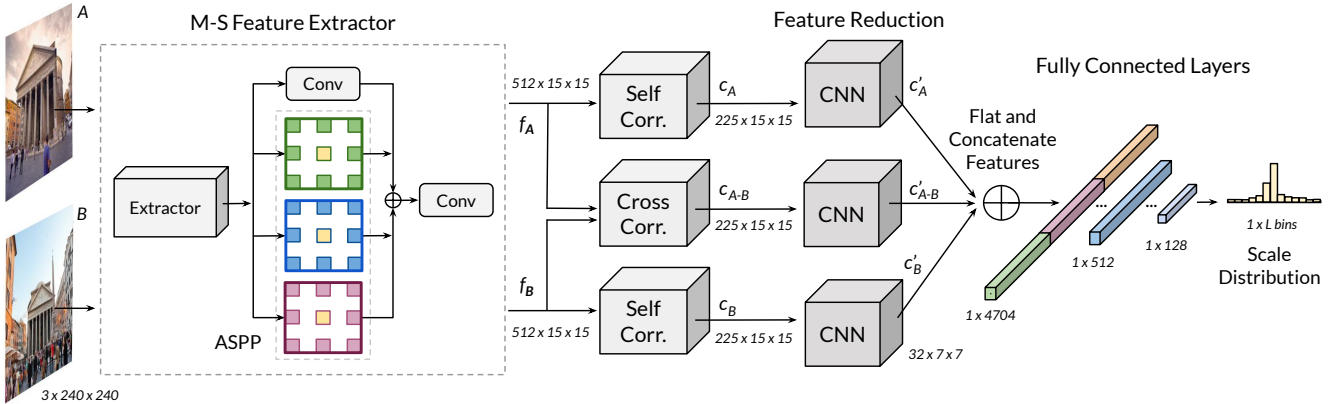 A
M-S Feature Extractor
Feature Reduction
Fully Connected Layers
Conv
512 x 15 x 15
f_A
Self
Corr.
c_A
225 x 15 x 15
CNN
c'_A
Flat and
Concatenate
Features
Extractor
Conv
Cross
Corr.
c_A-B
225 x 15 x 15
CNN
c'_A-B
...
...
1 x 4704
1 x 512
1 x 128
1 x L bins
Scale
Distribution
B
3 x 240 x 240
ASPP
f_B
512 x 15 x 15
Self
Corr.
c_B
225 x 15 x 15
CNN
c'_B
32 x 7 x 7